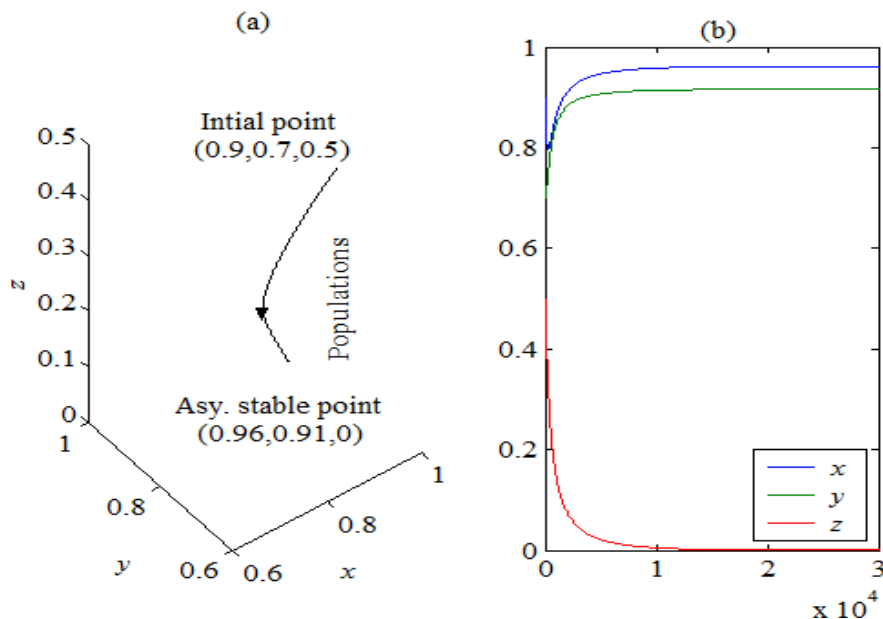 (a)
Intial point
(0.9,0.7,0.5)
0.5
0.4
0.3
0.2
0.1
0
z
Populations
Asy. stable point
(0.96,0.91,0)
1
0.8
0.6
y
0.6
0.8
1
x
(b)
1
0.8
0.6
0.4
0.2
0
0
1
2
3
x 10^4
x
y
z